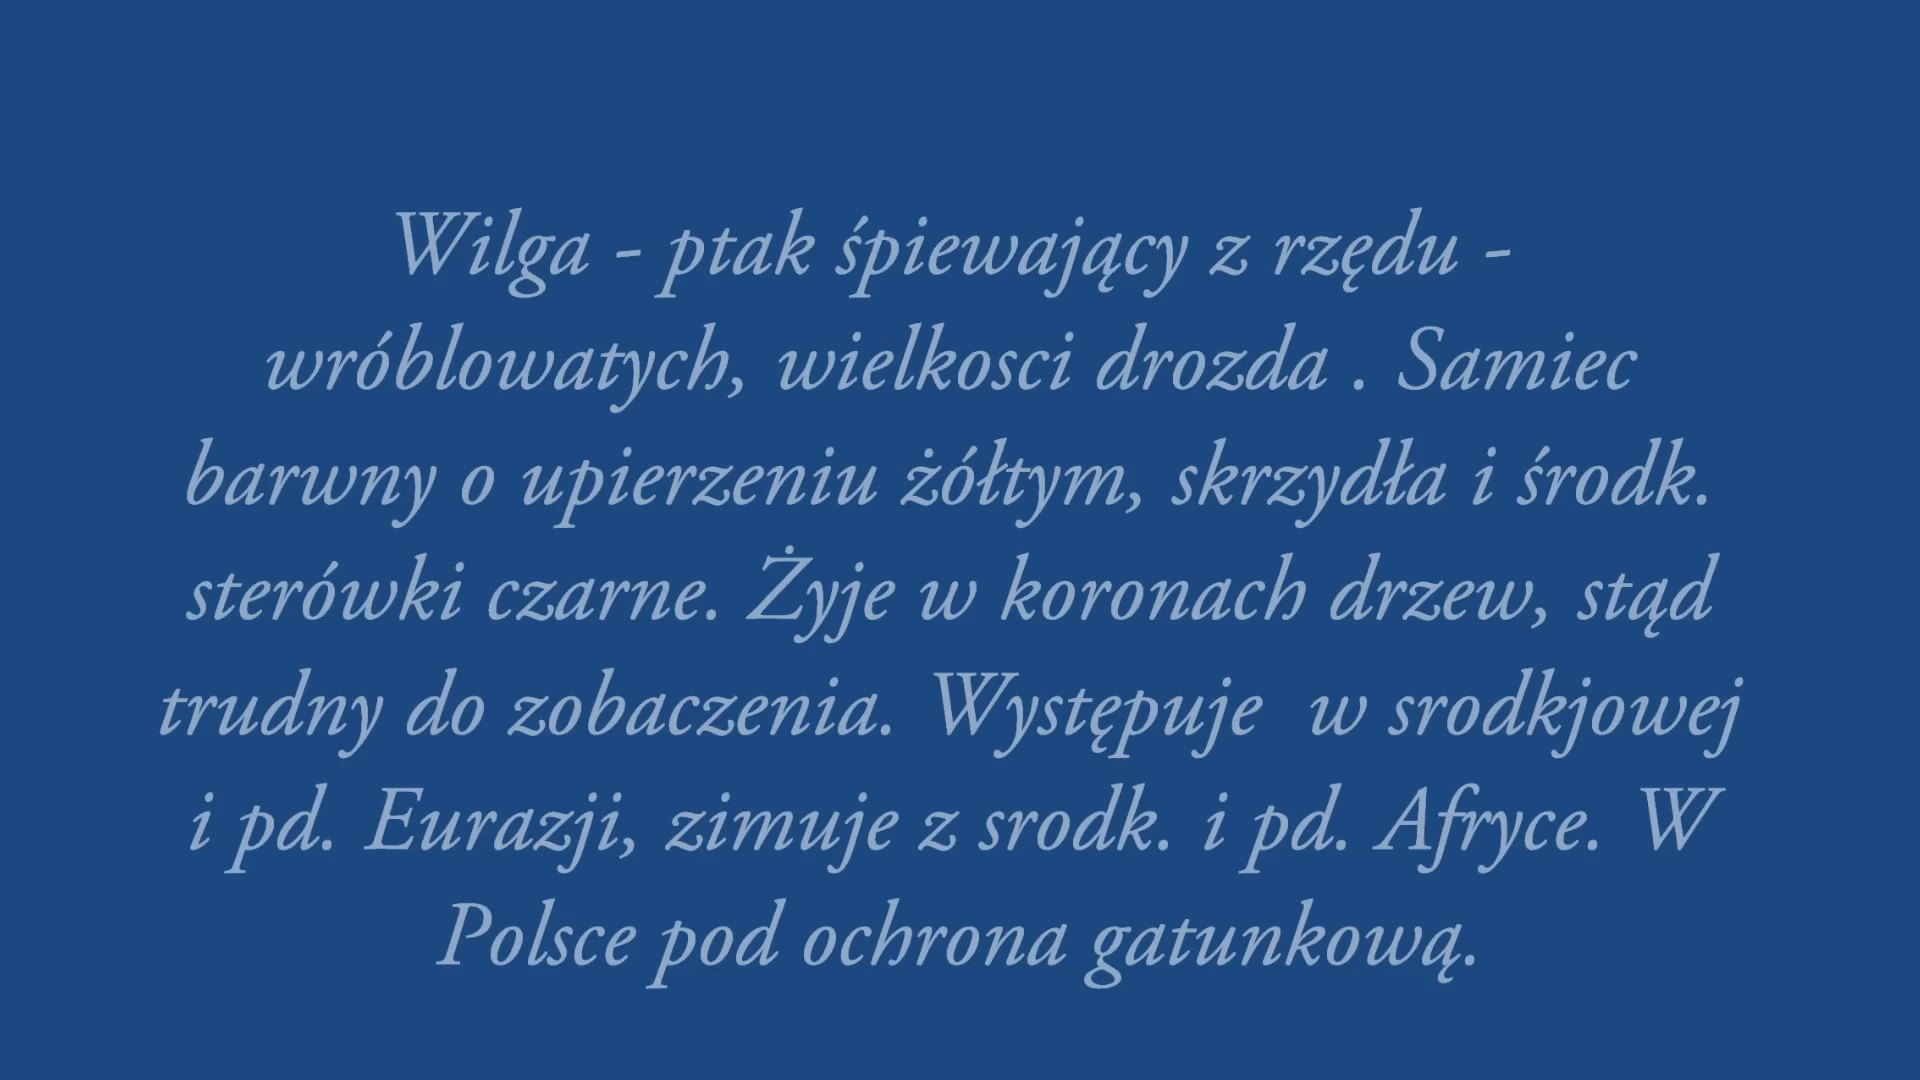 Wilga - ptak śpiewający z rzędu -
wróblowatych, wielkosci drozda . Samiec
barwny o upierzeniu żółtym, skrzydła i środk.
sterówki czarne. Żyje w koronach drzew, stąd
trudny do zobaczenia. Występuje w srodkjowej
i pd. Eurazji, zimuje z srodk. i pd. Afryce. W
Polsce pod ochrona gatunkową.